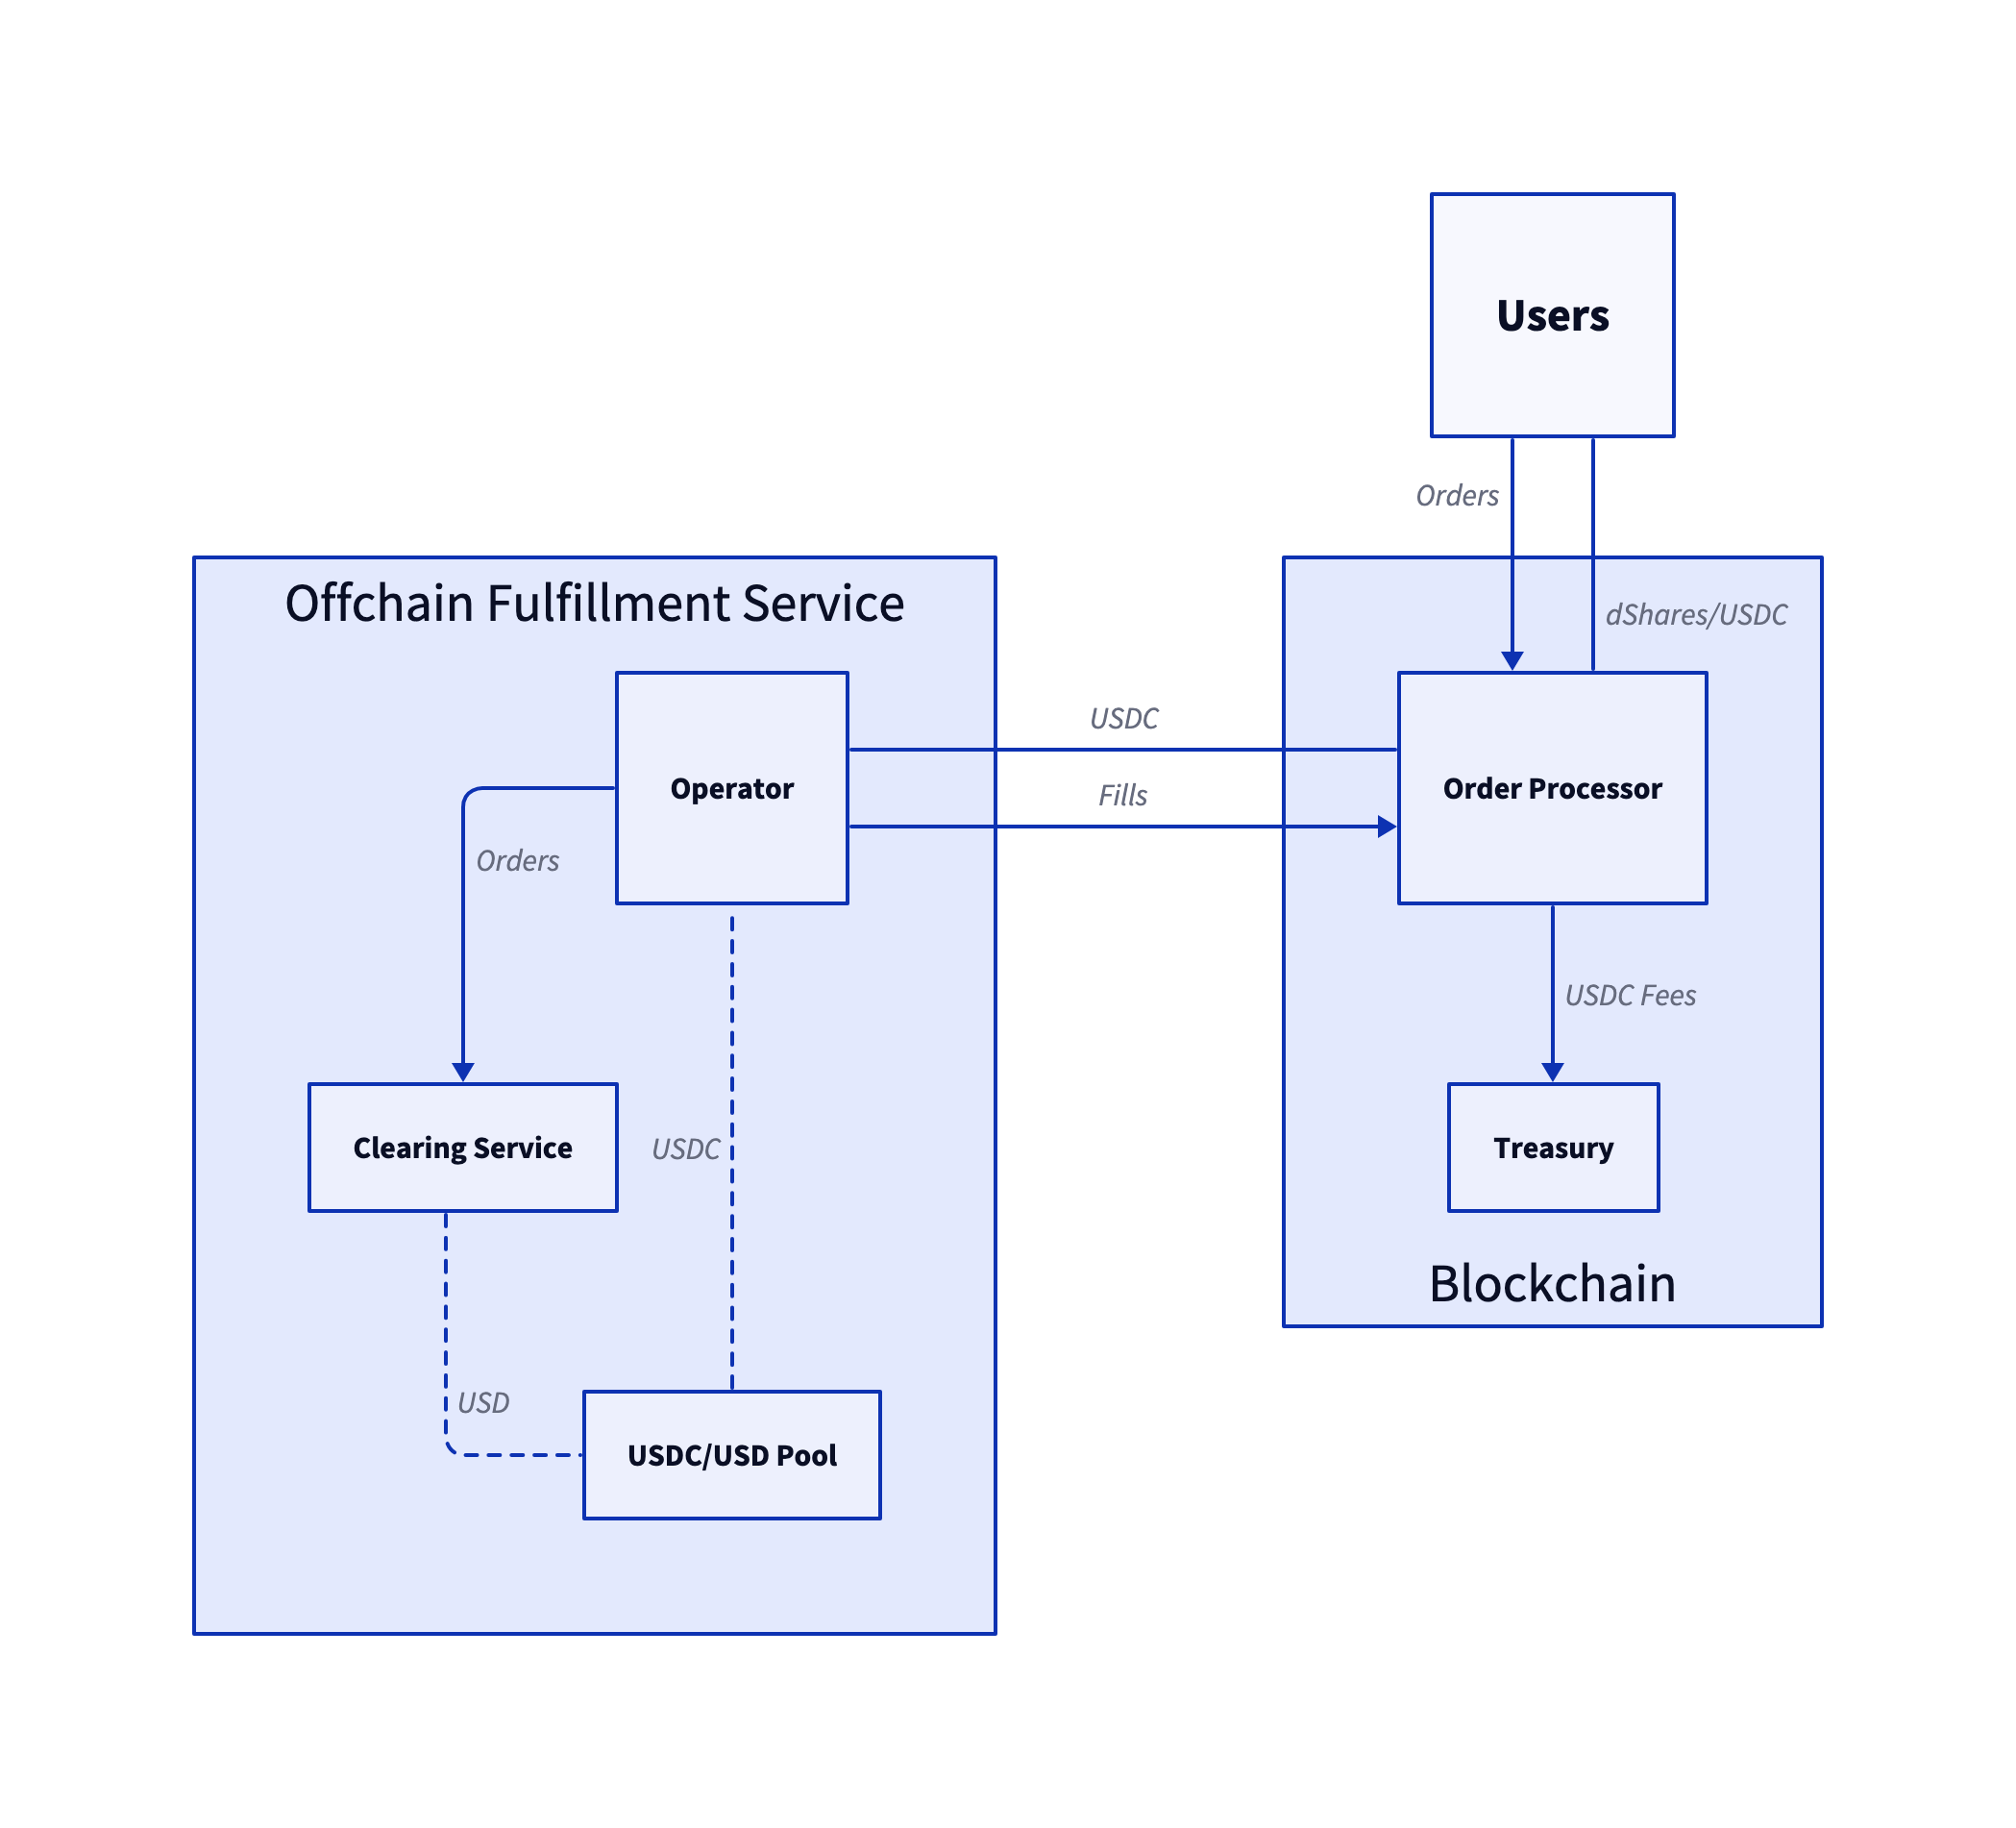 Users
Orders
Offchain Fulfillment Service
dShares/USDC
USDC
Operator
Fills
Order Processor
Orders
USDC Fees
Clearing Service
USDC
Treasury
Blockchain
USD
USDC/USD Pool